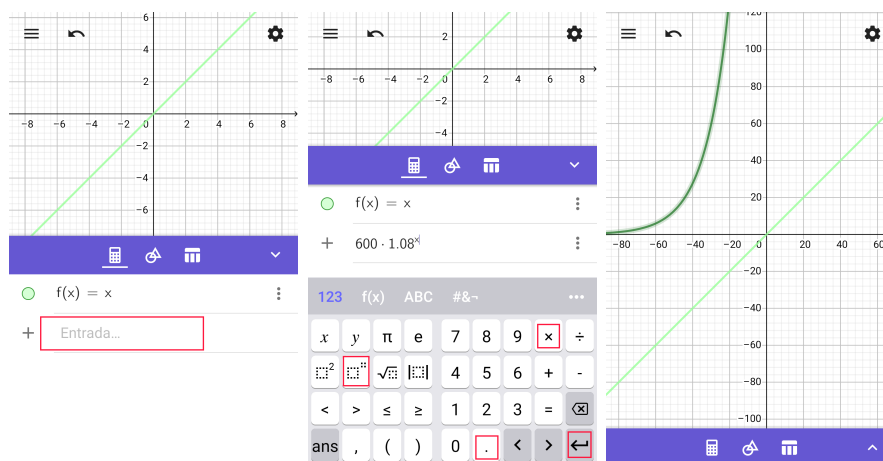 6
4
2
−8 −6 −4 −2 0 2 4 6 8
−2
−4
−6
f(x) = x
+ Entrada...
2
−8 −6 −4 −2 0 2 4 6 8
−2
−4
f(x) = x
+ 600 · 1.08ˣ
123 f(x) ABC #&¬ •••
x y π e 7 8 9 × ÷
▢² ▢▫ √▢ |▢| 4 5 6 + -
< > ≤ ≥ 1 2 3 = ⌫
ans , ( ) 0 . < > ↵
120
100
80
60
40
20
−80 −60 −40 −20 0 20 40 60
−20
−40
−60
−80
−100